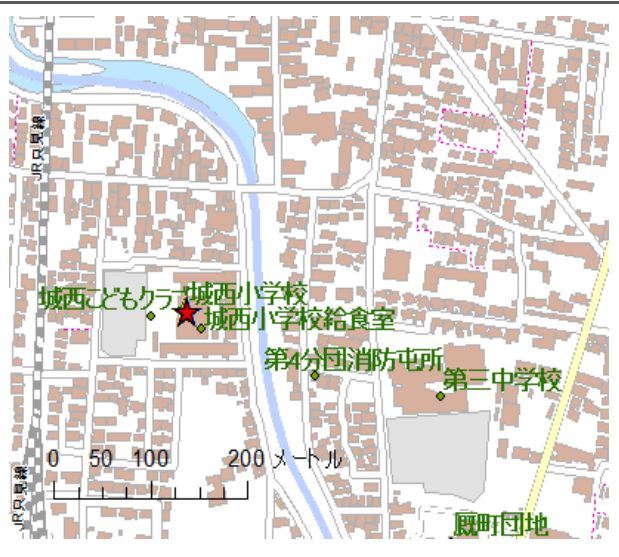 JR只見線
城西こどもクラブ
城西小学校
城西小学校給食室
第4分団消防屯所
第三中学校
0 50 100 200 メートル
JR只見線
厩町団地